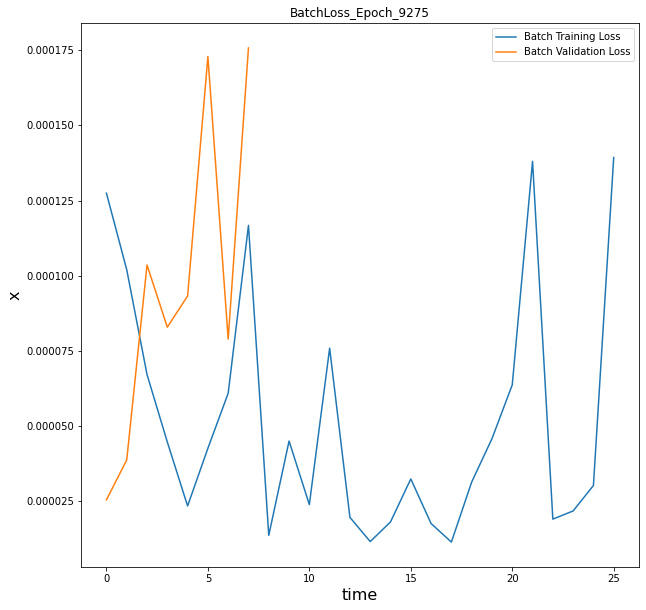 BatchLoss_Epoch_9275
Batch Training Loss
Batch Validation Loss
0.000175
0.000150
0.000125
0.000100
0.000075
0.000050
0.000025
x
0 5 10 15 20 25
time